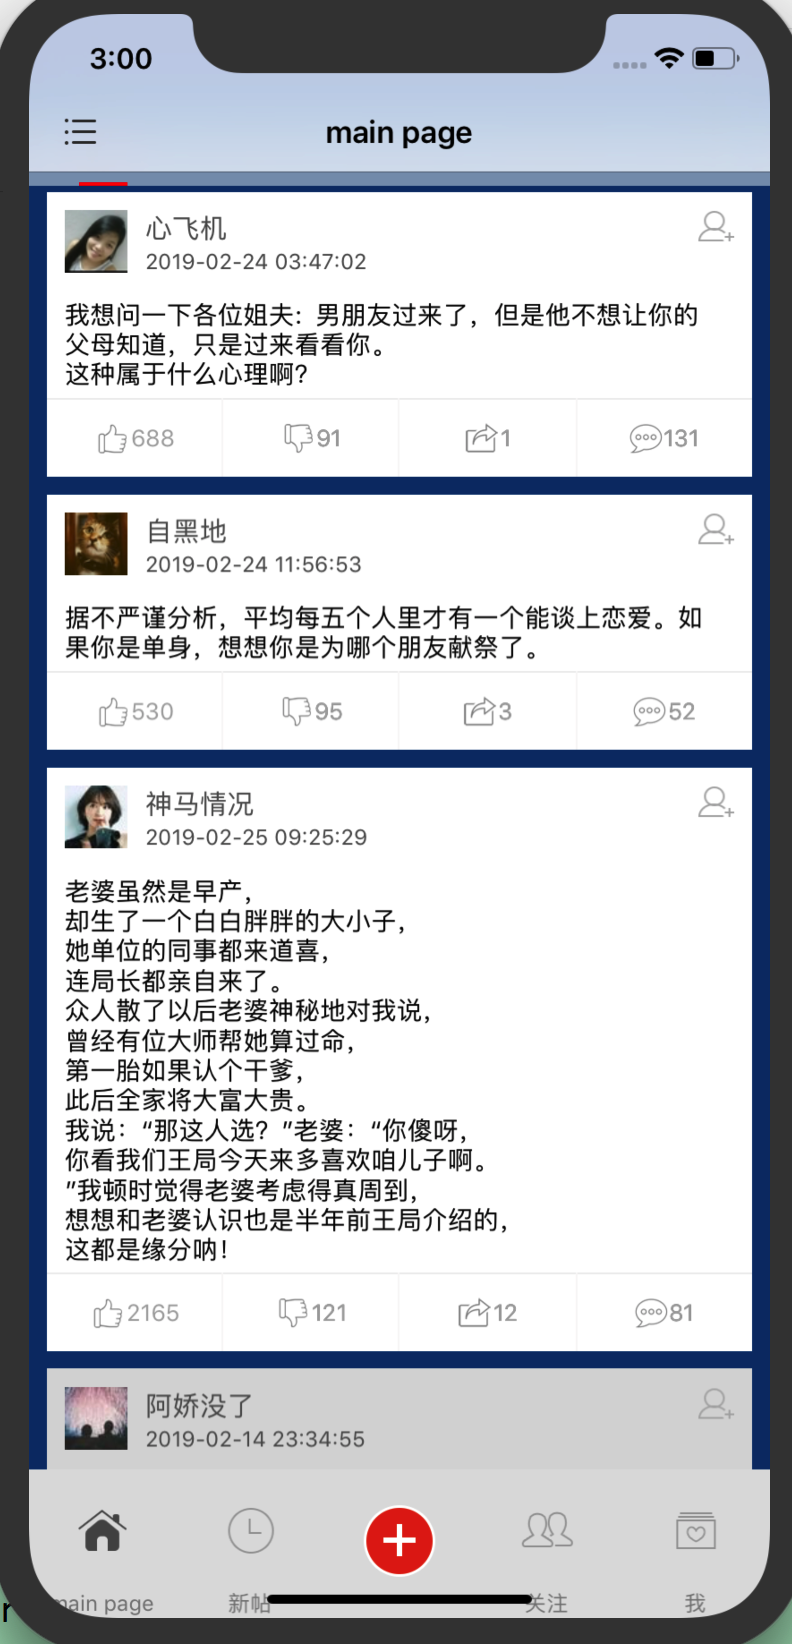 3:00
main page
心飞机
2019-02-24 03:47:02
我想问一下各位姐夫：男朋友过来了，但是他不想让你的
父母知道，只是过来看看你。
这种属于什么心理啊?
688 91 1 131
自黑地
2019-02-24 11:56:53
据不严谨分析，平均每五个人里才有一个能谈上恋爱。如
果你是单身，想想你是为哪个朋友献祭了。
530 95 3 52
神马情况
2019-02-25 09:25:29
老婆虽然是早产，
却生了一个白白胖胖的大小子，
她单位的同事都来道喜，
连局长都亲自来了。
众人散了以后老婆神秘地对我说，
曾经有位大师帮她算过命，
第一胎如果认个干爹，
此后全家将大富大贵。
我说：“那这人选？”老婆：“你傻呀，
你看我们王局今天来多喜欢咱儿子啊。
”我顿时觉得老婆考虑得真周到，
想想和老婆认识也是半年前王局介绍的，
这都是缘分呐！
2165 121 12 81
阿娇没了
2019-02-14 23:34:55
main page 新帖 关注 我